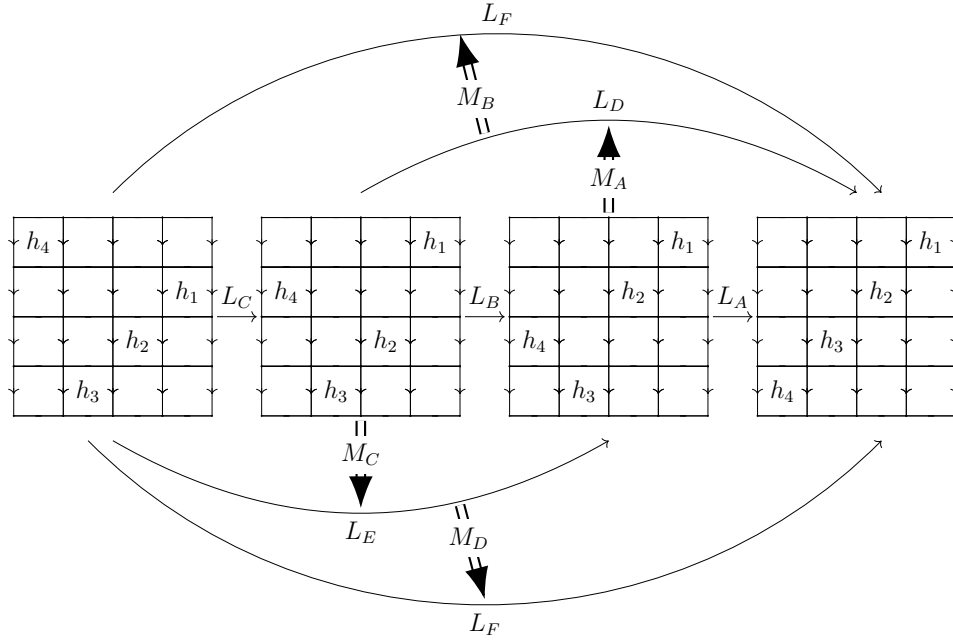 L_F
M_B
L_D
M_A
h_4 h_1 h_1 h_1
h_1 L_C h_4 L_B h_2 L_A h_2
h_2 h_2 h_4 h_3
h_3 h_3 h_3 h_4
M_C
L_E
M_D
L_F